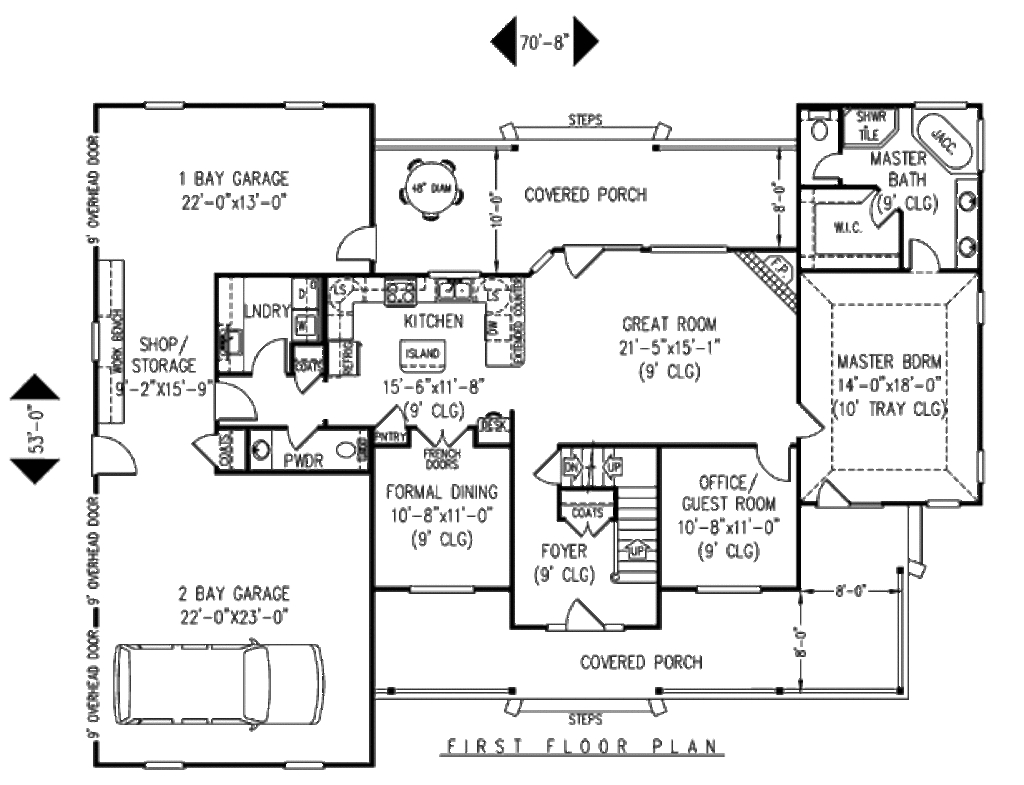 70'-8"
STEPS
9' OVERHEAD DOOR
1 BAY GARAGE
22'-0"x13'-0"
48" DIAM
10'-0"
COVERED PORCH
8'-0"
SHWR
TILE
JACC.
MASTER
BATH
(9' CLG)
W.I.C.
F.P.
LNDRY
D
W
COATS
LS
KITCHEN
LS
DW
EXTENDED COUNTER
ISLAND
REFRIG
15'-6"x11'-8"
(9' CLG)
GREAT ROOM
21'-5"x15'-1"
(9' CLG)
MASTER BDRM
14'-0"x18'-0"
(10' TRAY CLG)
WORK BENCH
SHOP/
STORAGE
9'-2"X15'-9"
53'-0"
COATS
PWDR
PNTRY
FRENCH
DOORS
DESK
FORMAL DINING
10'-8"x11'-0"
(9' CLG)
DN
UP
COATS
UP
FOYER
(9' CLG)
OFFICE/
GUEST ROOM
10'-8"x11'-0"
(9' CLG)
9' OVERHEAD DOOR
2 BAY GARAGE
22'-0"X23'-0"
9' OVERHEAD DOOR
8'-0"
8'-0"
COVERED PORCH
STEPS
FIRST FLOOR PLAN